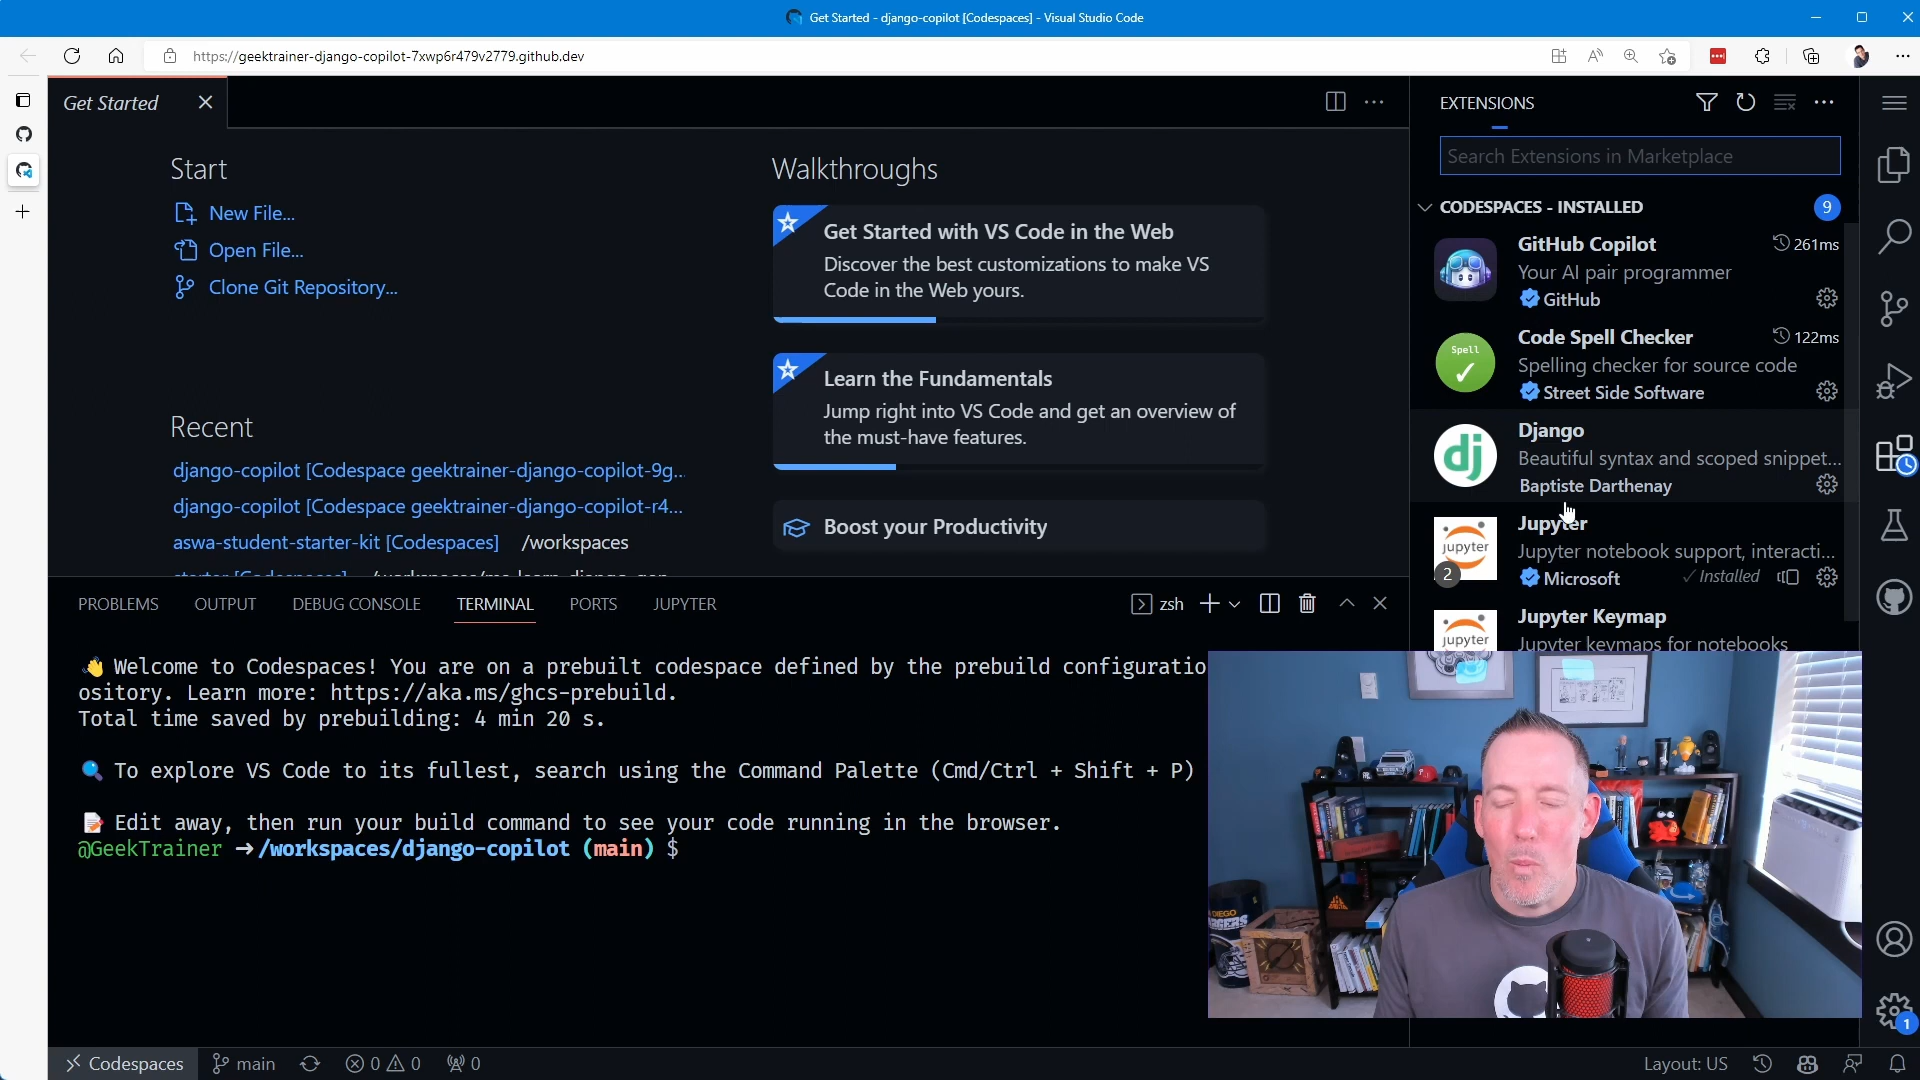 Get Started - django-copilot [Codespaces] - Visual Studio Code
https://geektrainer-django-copilot-7xwp6r479v2779.github.dev
Get Started
Start
New File...
Open File...
Clone Git Repository...
Recent
django-copilot [Codespace geektrainer-django-copilot-9g...
django-copilot [Codespace geektrainer-django-copilot-r4...
aswa-student-starter-kit [Codespaces] /workspaces
Walkthroughs
Get Started with VS Code in the Web
Discover the best customizations to make VS
Code in the Web yours.
Learn the Fundamentals
Jump right into VS Code and get an overview of
the must-have features.
Boost your Productivity
EXTENSIONS
Search Extensions in Marketplace
CODESPACES - INSTALLED 9
GitHub Copilot 261ms
Your AI pair programmer
GitHub
Spell
Code Spell Checker 122ms
Spelling checker for source code
Street Side Software
dj
Django
Beautiful syntax and scoped snippet...
Baptiste Darthenay
jupyter
2
Jupyter
Jupyter notebook support, interacti...
Microsoft Installed
jupyter
Jupyter Keymap
Jupyter keymaps for notebooks
PROBLEMS OUTPUT DEBUG CONSOLE TERMINAL PORTS JUPYTER zsh
👋 Welcome to Codespaces! You are on a prebuilt codespace defined by the prebuild configuratio
ository. Learn more: https://aka.ms/ghcs-prebuild.
Total time saved by prebuilding: 4 min 20 s.
🔍 To explore VS Code to its fullest, search using the Command Palette (Cmd/Ctrl + Shift + P)
📝 Edit away, then run your build command to see your code running in the browser.
@GeekTrainer ➜ /workspaces/django-copilot (main) $
DIEGO
1
Codespaces main 0 0 0
Layout: US